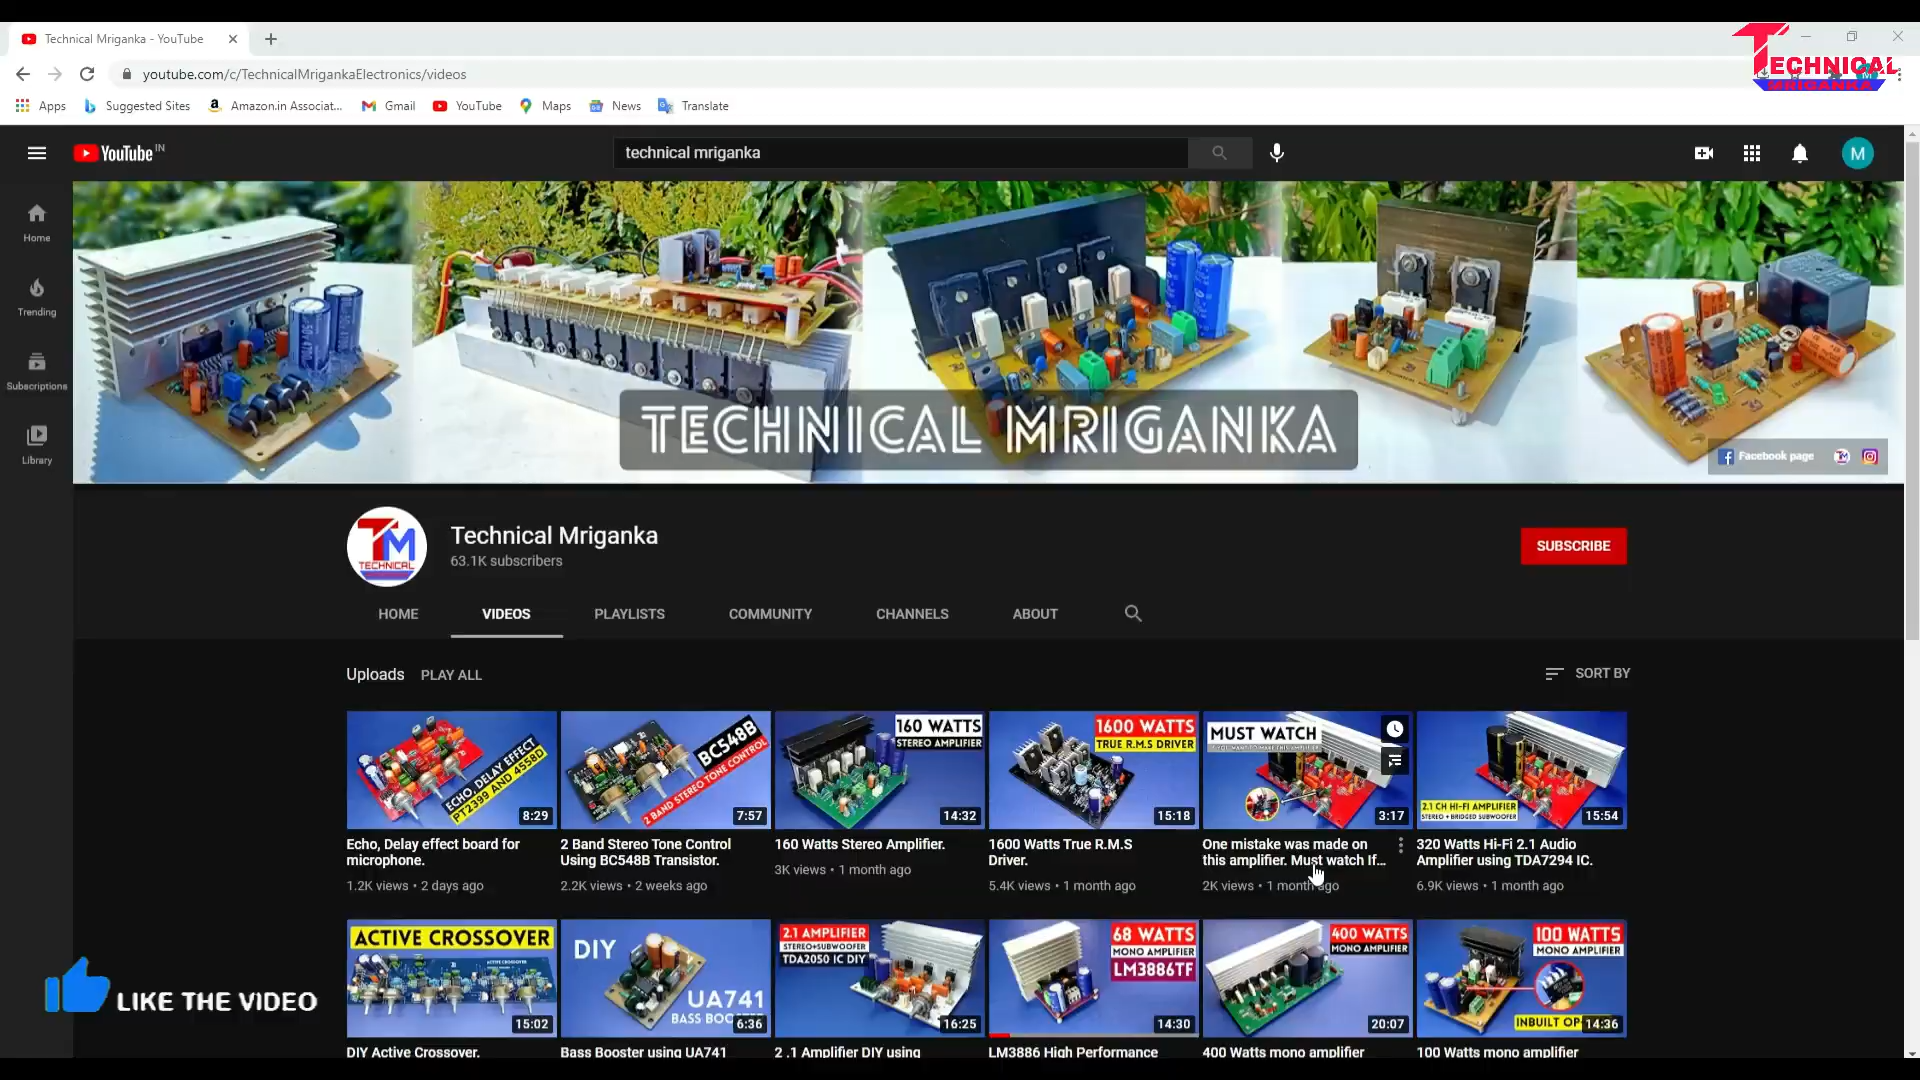 Technical Mriganka - YouTube
TECHNICAL
MRIGANKA
youtube.com/c/TechnicalMrigankaElectronics/videos
Apps
Suggested Sites
Amazon.in Associat...
Gmail
YouTube
Maps
News
Translate
YouTube IN
technical mriganka
M
Home
Trending
Subscriptions
Library
TECHNICAL MRIGANKA
Facebook page
TM
TM
TECHNICAL
Technical Mriganka
63.1K subscribers
SUBSCRIBE
HOME
VIDEOS
PLAYLISTS
COMMUNITY
CHANNELS
ABOUT
Uploads
PLAY ALL
SORT BY
ECHO, DELAY EFFECT
PT2399 AND 4558D
8:29
BC548B
2 BAND STEREO TONE CONTROL
7:57
160 WATTS
STEREO AMPLIFIER
14:32
1600 WATTS
TRUE R.M.S DRIVER
15:18
MUST WATCH
IF YOU WANT TO MAKE THIS AMPLIFIER
3:17
2.1 CH HI-FI AMPLIFIER
STEREO + BRIDGED SUBWOOFER
15:54
Echo, Delay effect board for
microphone.
1.2K views • 2 days ago
2 Band Stereo Tone Control
Using BC548B Transistor.
2.2K views • 2 weeks ago
160 Watts Stereo Amplifier.
3K views • 1 month ago
1600 Watts True R.M.S
Driver.
5.4K views • 1 month ago
One mistake was made on
this amplifier. Must watch If...
2K views • 1 month ago
320 Watts Hi-Fi 2.1 Audio
Amplifier using TDA7294 IC.
6.9K views • 1 month ago
ACTIVE CROSSOVER
15:02
DIY
UA741
BASS BOO
6:36
2.1 AMPLIFIER
STEREO+SUBWOOFER
TDA2050 IC DIY
16:25
68 WATTS
MONO AMPLIFIER
LM3886TF
14:30
400 WATTS
MONO AMPLIFIER
20:07
100 WATTS
MONO AMPLIFIER
INBUILT OP
14:36
LIKE THE VIDEO
DIY Active Crossover.
Bass Booster using UA741
2 .1 Amplifier DIY using
LM3886 High Performance
400 Watts mono amplifier
100 Watts mono amplifier